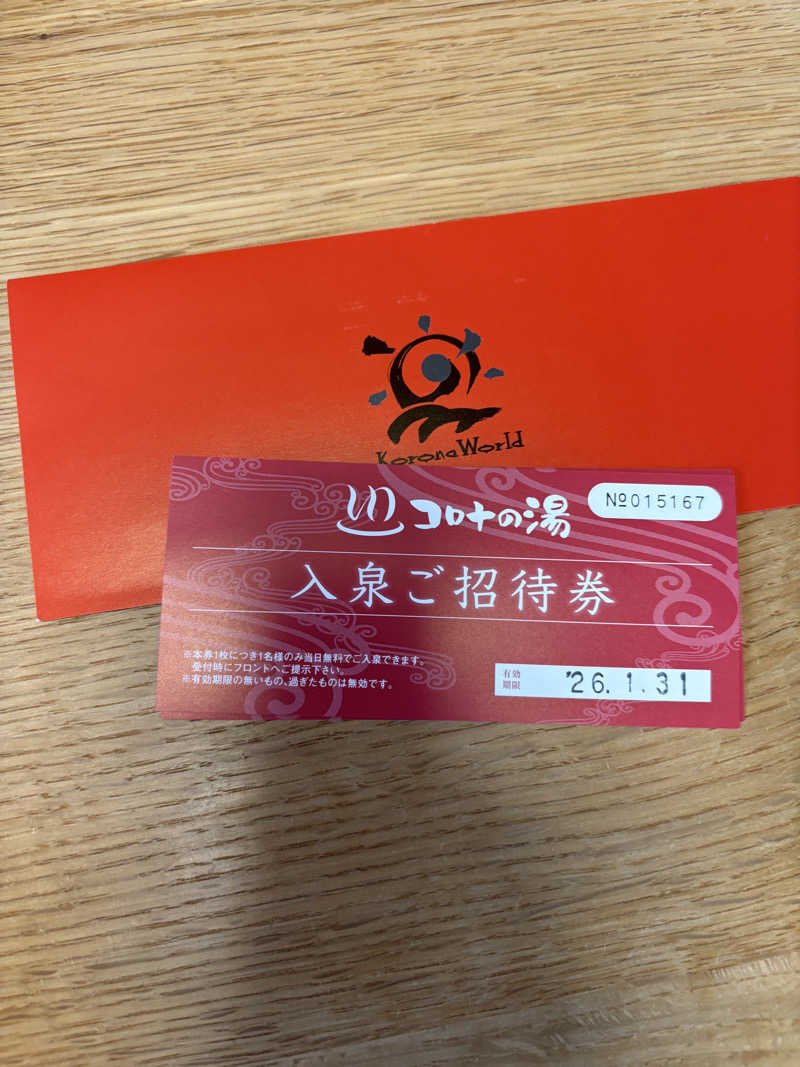 Korona World
コロナの湯
№015167
入泉ご招待券
※本券1枚につき1名様のみ当日無料でご入泉できます。
受付時にフロントへご提示下さい。
※有効期限の無いもの、過ぎたものは無効です。
有効
期限
'26. 1. 31